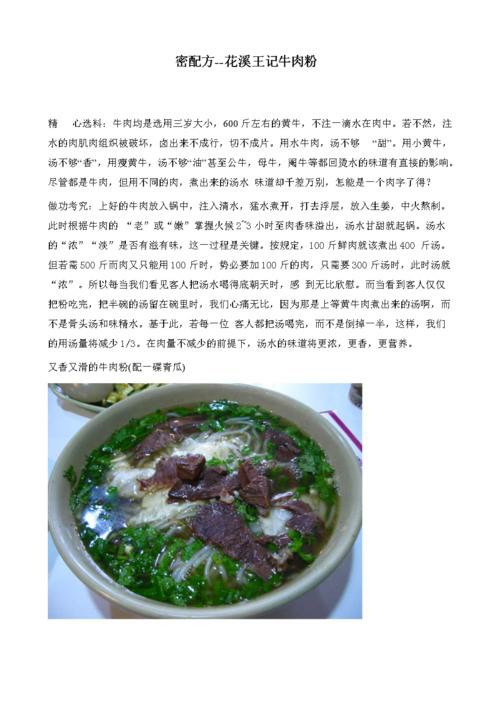 密配方--花溪王记牛肉粉
精 心选料：牛肉均是选用三岁大小，600 斤左右的黄牛，不注一滴水在肉中。若不然，注
水的肉肌肉组织被破坏，卤出来不成行，切不成片。用水牛肉，汤不够 “甜”。用小黄牛，
汤不够“香”，用瘦黄牛，汤不够“油”甚至公牛，母牛，阉牛等都回烫水的味道有直接的影响。
尽管都是牛肉，但用不同的肉，煮出来的汤水 味道却千差万别，怎能是一个肉字了得？
做功考究：上好的牛肉放入锅中，注入清水，猛水煮开，打去浮层，放入生姜，中火熬制。
此时根据牛肉的 “老”或“嫩”掌握火候2~3 小时至肉香味溢出，汤水甘甜就起锅。汤水
的“浓”“淡”是否有滋有味，这一过程是关键。按规定，100 斤鲜肉就该煮出400 斤汤。
但若需500 斤而肉又只能用100 斤时，势必要加100 斤的肉，只需要300 斤汤时，此时汤就
“浓”。所以每当我们看见客人把汤水喝得底朝天时，感 到无比欣慰。而当看到客人仅仅
把粉吃完，把半碗的汤留在碗里时，我们心痛无比，因为那是上等黄牛肉煮出来的汤啊，而
不是骨头汤和味精水。基于此，若每一位 客人都把汤喝完，而不是倒掉一半，这样，我们
的用汤量将减少1/3。在肉量不减少的前提下，汤水的味道将更浓，更香，更营养。
又香又滑的牛肉粉(配一碟青瓜)